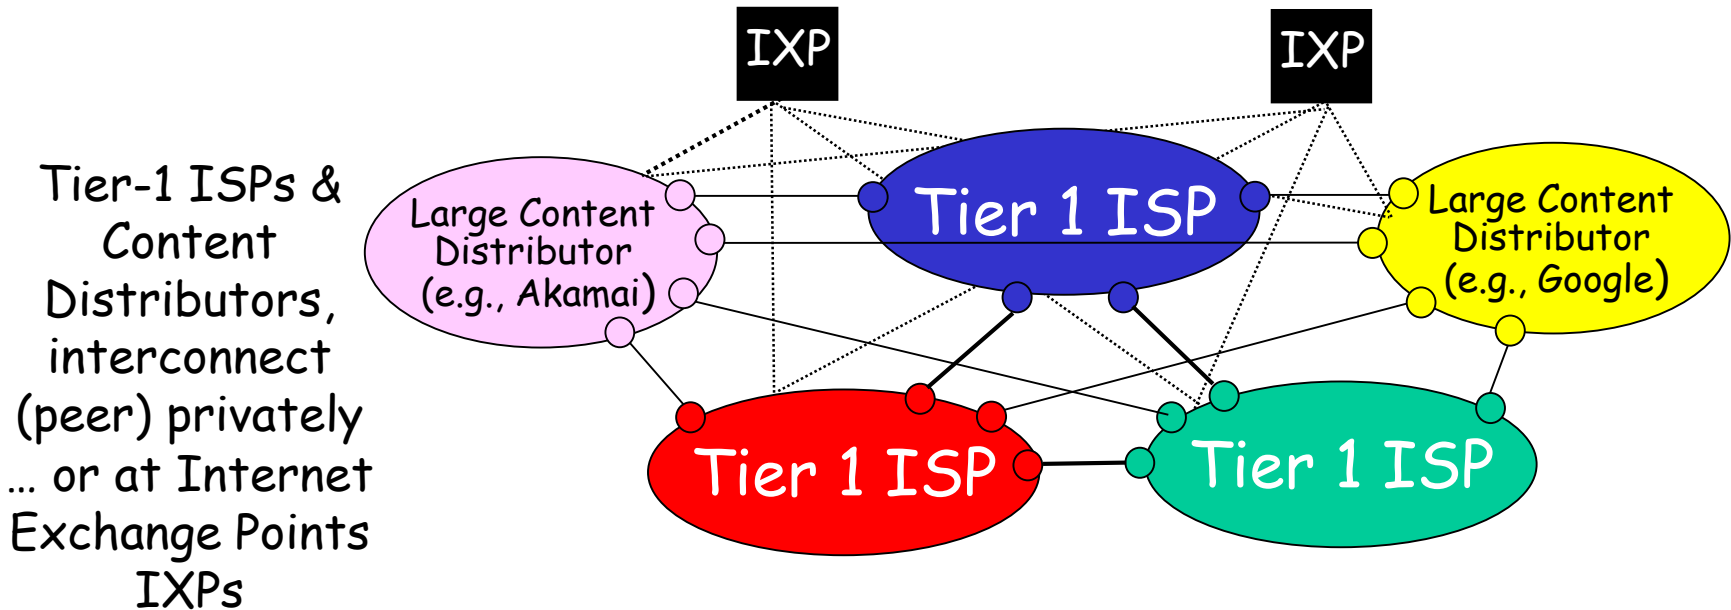 IXP
IXP
Tier-1 ISPs &
Content
Distributors,
interconnect
(peer) privately
… or at Internet
Exchange Points
IXPs
Large Content
Distributor
(e.g., Akamai)
Tier 1 ISP
Large Content
Distributor
(e.g., Google)
Tier 1 ISP
Tier 1 ISP